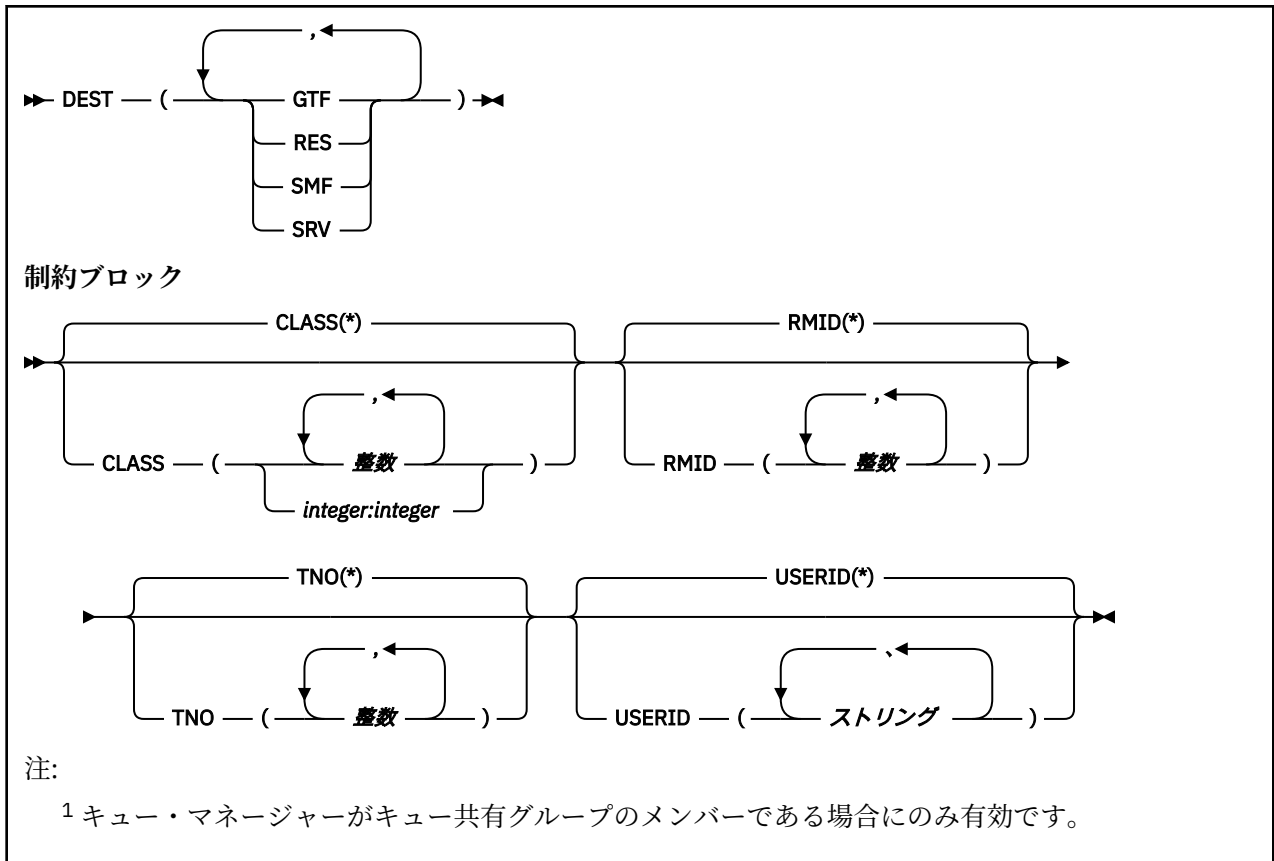 ,
DEST ( GTF )
RES
SMF
SRV
制約ブロック
CLASS(*) RMID(*)
, ,
CLASS ( 整数 ) RMID ( 整数 )
integer:integer
TNO(*) USERID(*)
, 、
TNO ( 整数 ) USERID ( ストリング )
注:
1 キュー・マネージャーがキュー共有グループのメンバーである場合にのみ有効です。